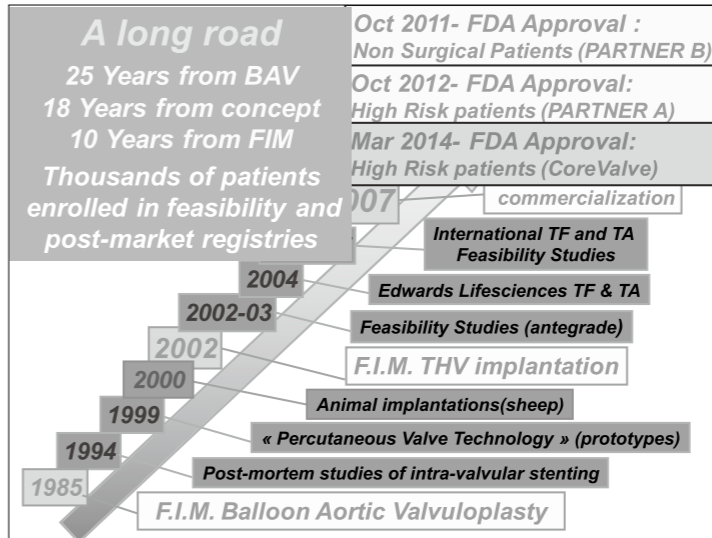 A long road
25 Years from BAV
18 Years from concept
10 Years from FIM
Thousands of patients
enrolled in feasibility and
post-market registries
Oct 2011- FDA Approval :
Non Surgical Patients (PARTNER B)
Oct 2012- FDA Approval:
High Risk patients (PARTNER A)
Mar 2014- FDA Approval:
High Risk patients (CoreValve)
commercialization
International TF and TA
Feasibility Studies
2004
Edwards Lifesciences TF & TA
2002-03
Feasibility Studies (antegrade)
2002
F.I.M. THV implantation
2000
Animal implantations(sheep)
1999
« Percutaneous Valve Technology » (prototypes)
1994
Post-mortem studies of intra-valvular stenting
1985
F.I.M. Balloon Aortic Valvuloplasty